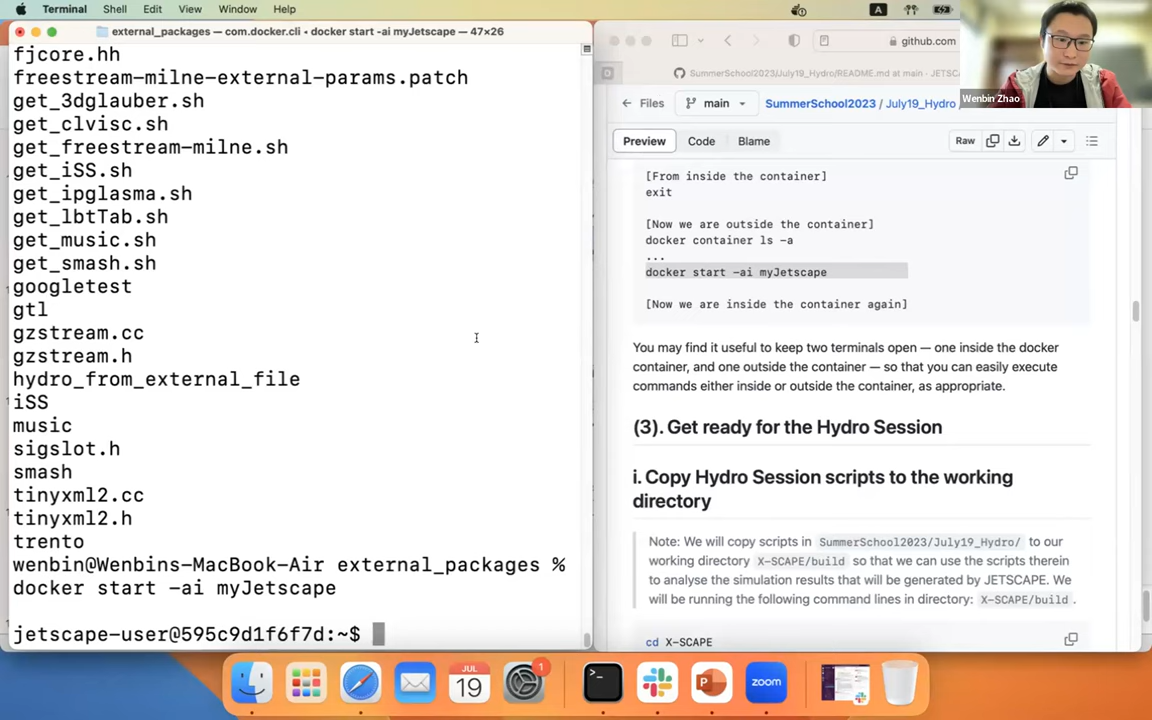 Terminal Shell Edit View Window Help
A
external_packages — com.docker.cli • docker start -ai myJetscape — 47×26
fjcore.hh
freestream-milne-external-params.patch
get_3dglauber.sh
get_clvisc.sh
get_freestream-milne.sh
get_iSS.sh
get_ipglasma.sh
get_lbtTab.sh
get_music.sh
get_smash.sh
googletest
gtl
gzstream.cc
gzstream.h
hydro_from_external_file
iSS
music
sigslot.h
smash
tinyxml2.cc
tinyxml2.h
trento
wenbin@Wenbins-MacBook-Air external_packages %
docker start -ai myJetscape
jetscape-user@595c9d1f6f7d:~$
github.com
SummerSchool2023/July19_Hydro/README.md at main · JETSC
Wenbin Zhao
Files main SummerSchool2023 / July19_Hydro
Preview Code Blame Raw
[From inside the container]
exit
[Now we are outside the container]
docker container ls -a
...
docker start -ai myJetscape
[Now we are inside the container again]
You may find it useful to keep two terminals open — one inside the docker
container, and one outside the container — so that you can easily execute
commands either inside or outside the container, as appropriate.
(3). Get ready for the Hydro Session
i. Copy Hydro Session scripts to the working
directory
Note: We will copy scripts in SummerSchool2023/July19_Hydro/ to our
working directory X-SCAPE/build so that we can use the scripts therein
to analyse the simulation results that will be generated by JETSCAPE. We
will be running the following command lines in directory: X-SCAPE/build .
cd X-SCAPE
JUL
19
1
zoom